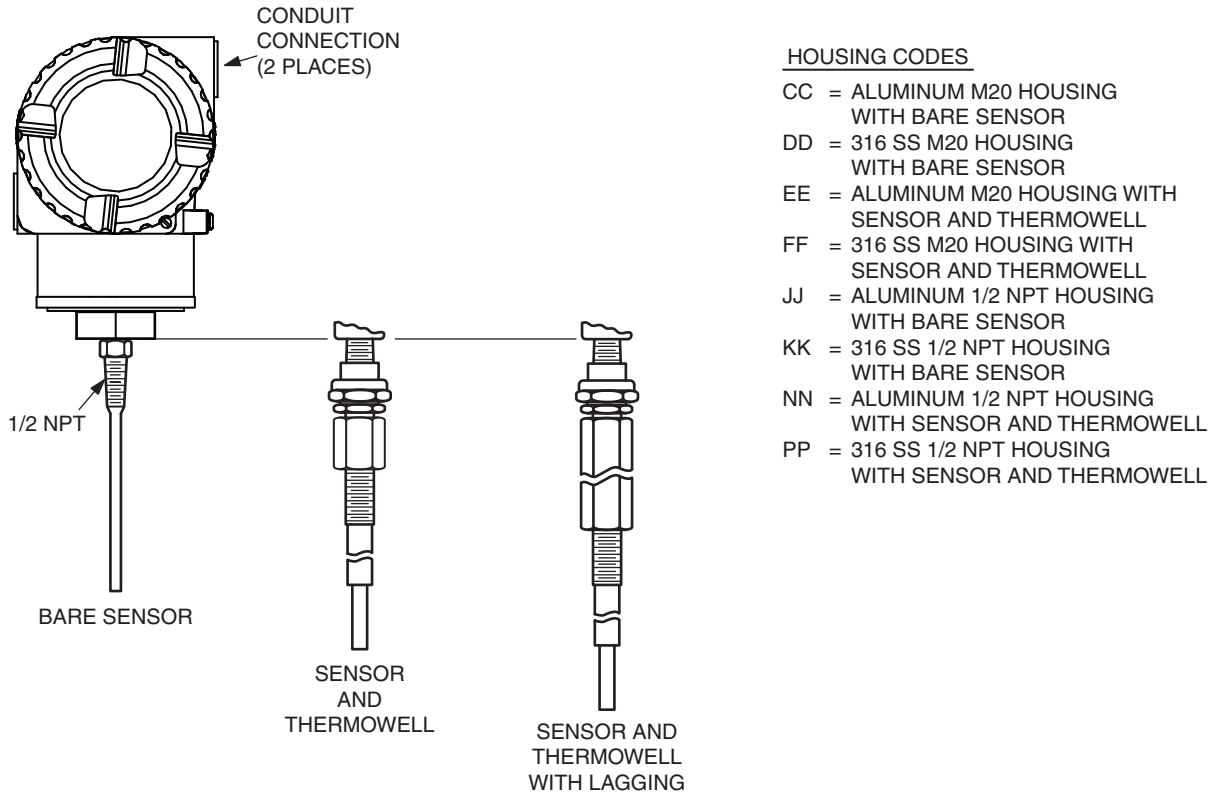 CONDUIT
CONNECTION
(2 PLACES)
1/2 NPT
BARE SENSOR
SENSOR
AND
THERMOWELL
SENSOR AND
THERMOWELL
WITH LAGGING
HOUSING CODES
CC = ALUMINUM M20 HOUSING
WITH BARE SENSOR
DD = 316 SS M20 HOUSING
WITH BARE SENSOR
EE = ALUMINUM M20 HOUSING WITH
SENSOR AND THERMOWELL
FF = 316 SS M20 HOUSING WITH
SENSOR AND THERMOWELL
JJ = ALUMINUM 1/2 NPT HOUSING
WITH BARE SENSOR
KK = 316 SS 1/2 NPT HOUSING
WITH BARE SENSOR
NN = ALUMINUM 1/2 NPT HOUSING
WITH SENSOR AND THERMOWELL
PP = 316 SS 1/2 NPT HOUSING
WITH SENSOR AND THERMOWELL